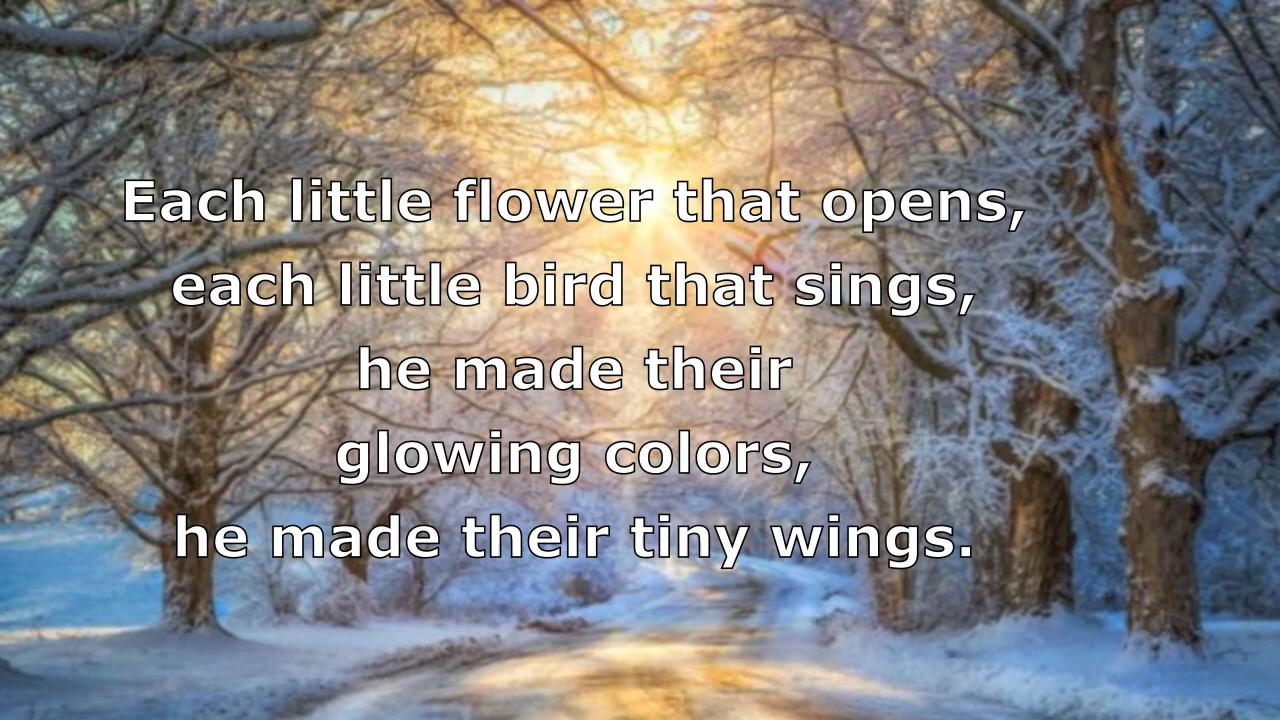 Each little flower that opens,
each little bird that sings,
he made their
glowing colors,
he made their tiny wings.